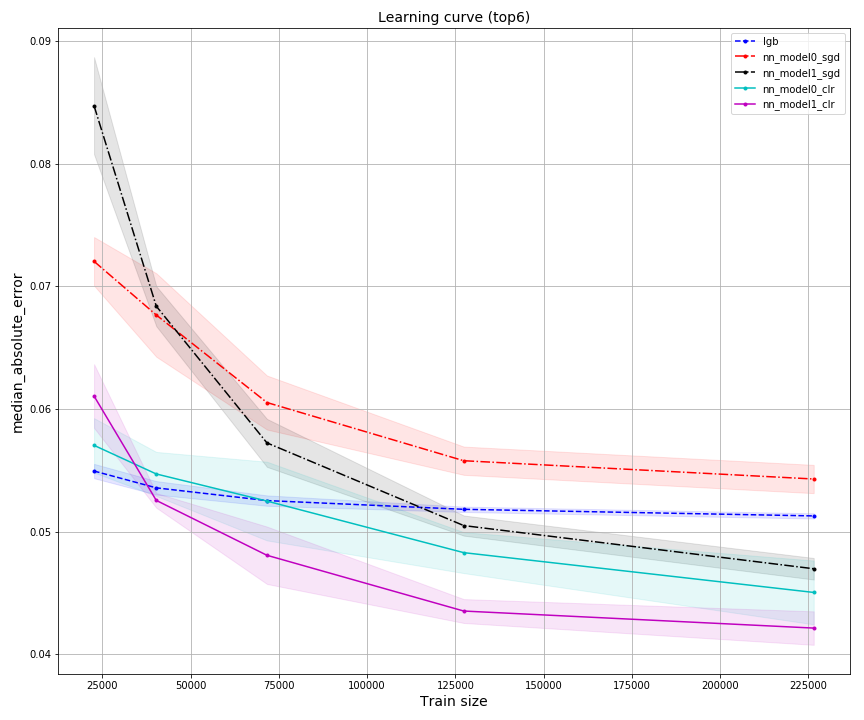 Learning curve (top6)
lgb
nn_model0_sgd
nn_model1_sgd
nn_model0_clr
nn_model1_clr
median_absolute_error
0.09
0.08
0.07
0.06
0.05
0.04
25000
50000
75000
100000
125000
150000
175000
200000
225000
Train size